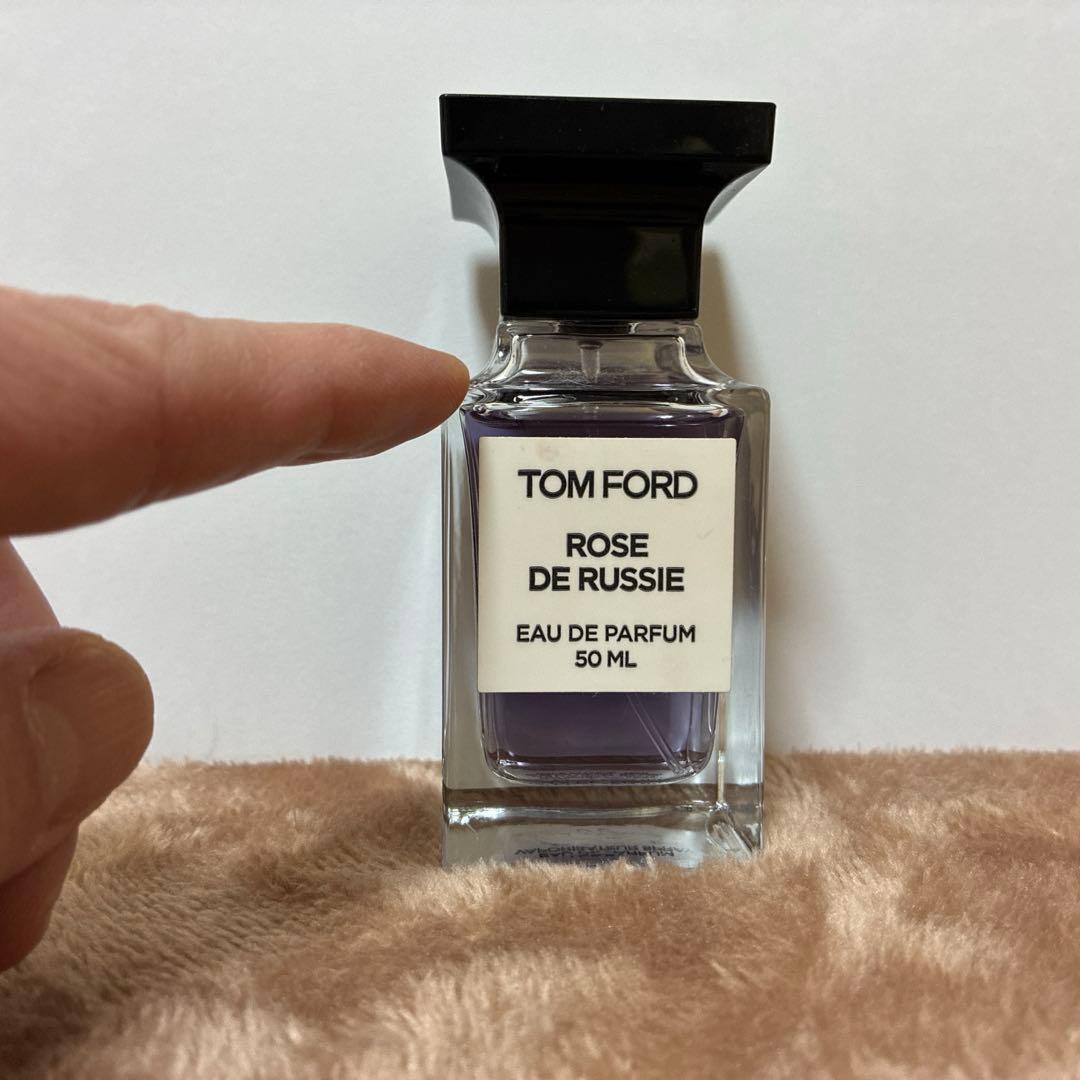 TOM FORD
ROSE
DE RUSSIE
EAU DE PARFUM
50 ML